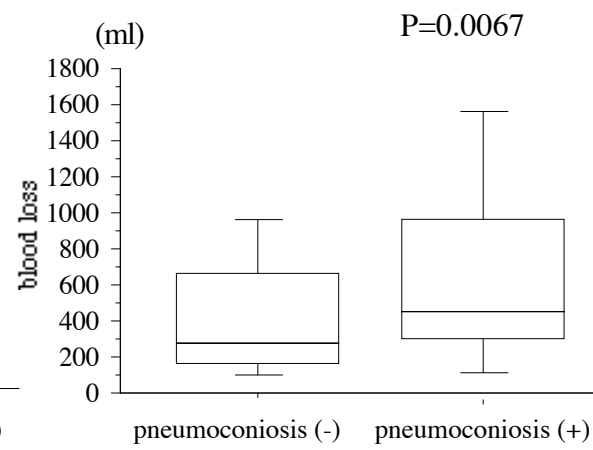 (ml)
P=0.0067
1800
1600
1400
1200
1000
800
600
400
200
0
blood loss
)
pneumoconiosis (-)
pneumoconiosis (+)